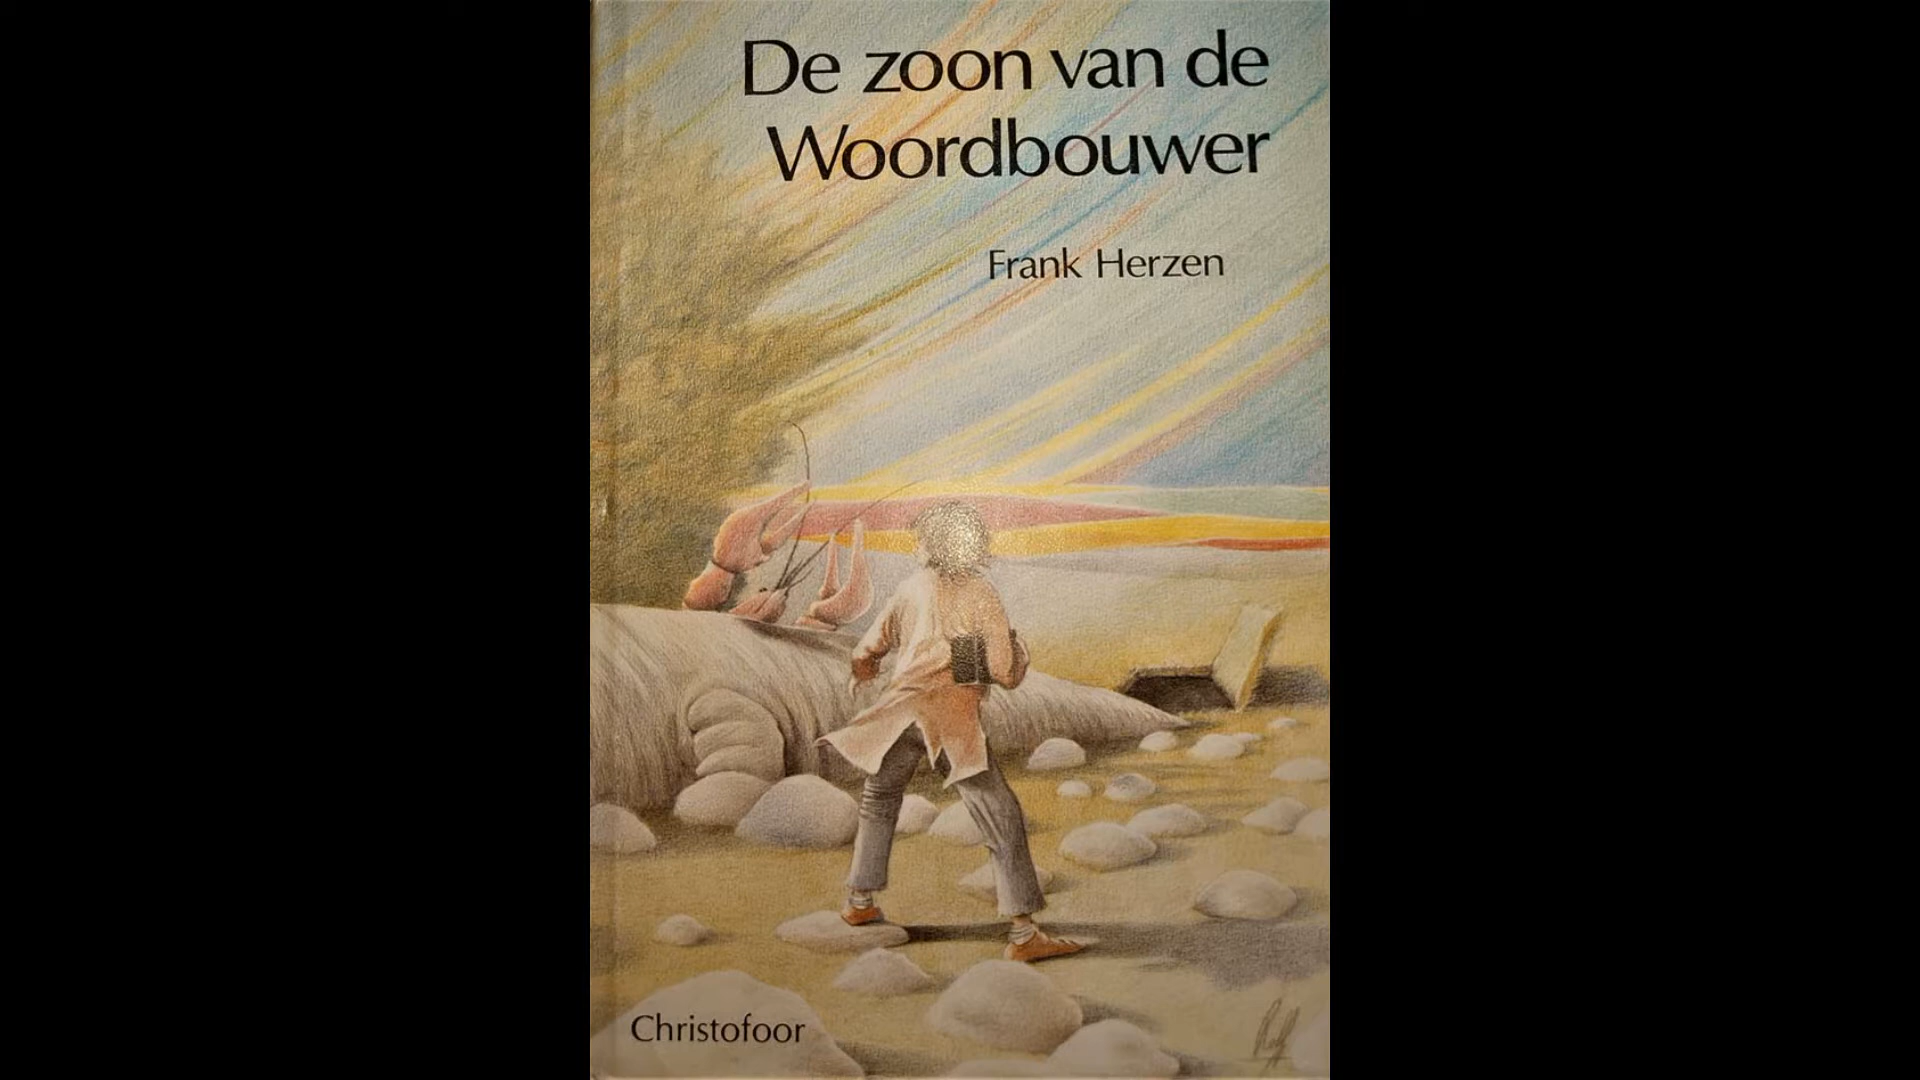 De zoon van de
Woordbouwer
Frank Herzen
Christofoor